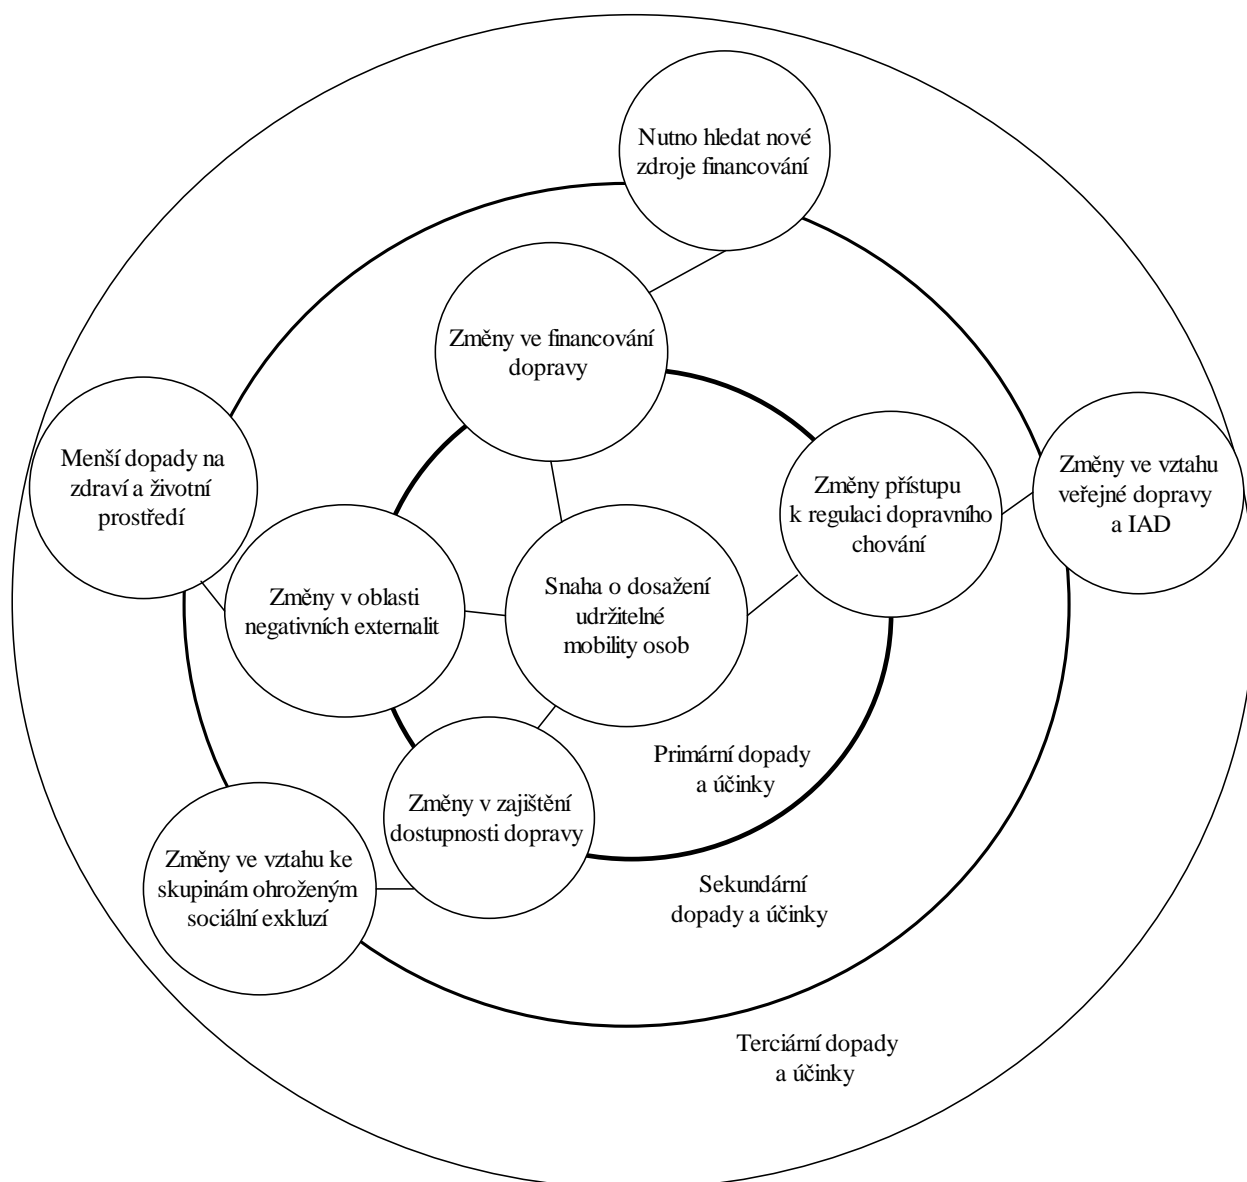 Nutno hledat nové
zdroje financování
Změny ve financování
dopravy
Menší dopady na
zdraví a životní
prostředí
Změny přístupu
k regulaci dopravního
chování
Změny ve vztahu
veřejné dopravy
a IAD
Změny v oblasti
negativních externalit
Snaha o dosažení
udržitelné
mobility osob
Primární dopady
a účinky
Změny v zajištění
dostupnosti dopravy
Změny ve vztahu ke
skupinám ohroženým
sociální exkluzí
Sekundární
dopady a účinky
Terciární dopady
a účinky